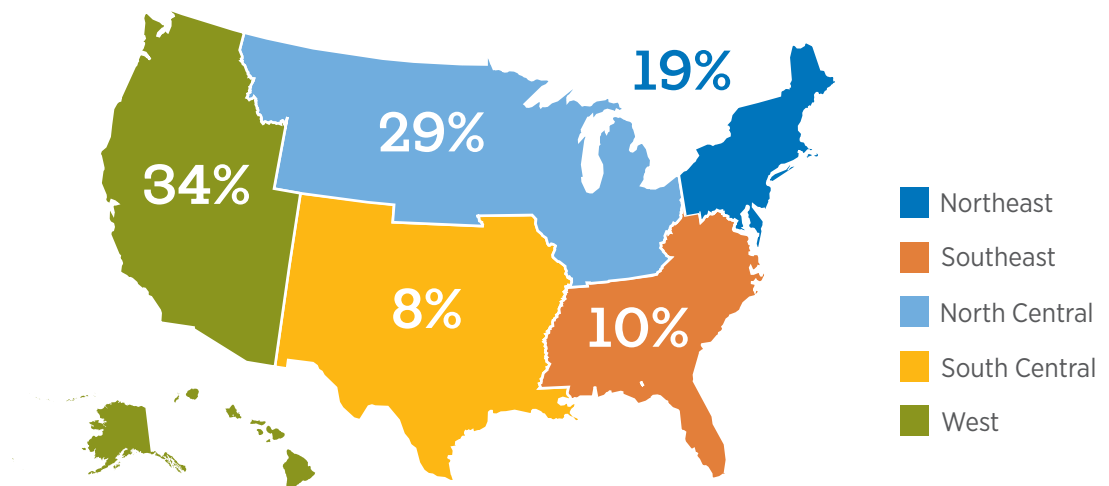 19%
29%
34%
8%
10%
Northeast
Southeast
North Central
South Central
West